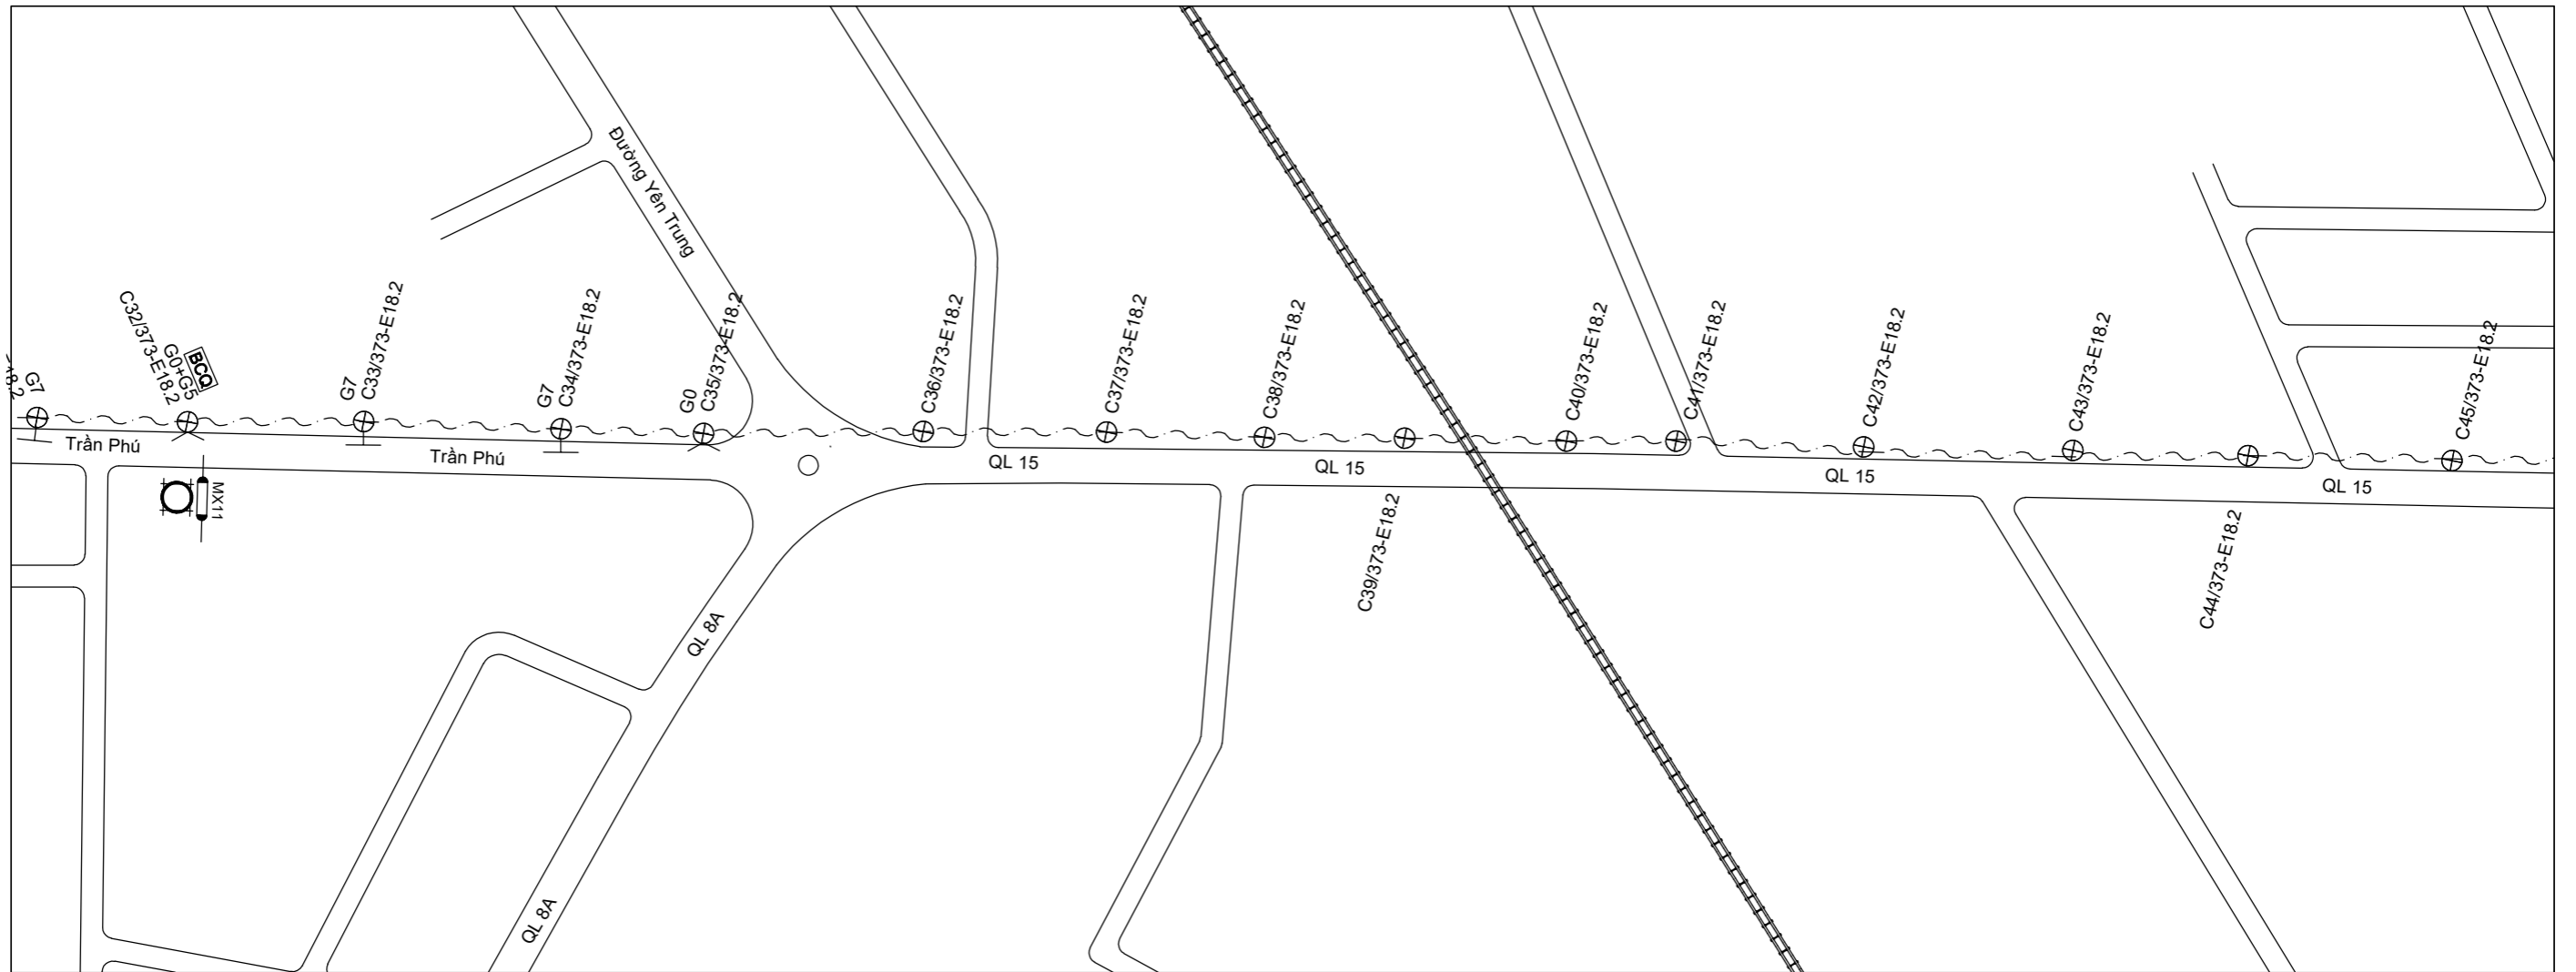 Đường Yên Trung
G7
C32/373-E18.2
G0+G5
BCQ
G7
C33/373-E18.2
G7
C34/373-E18.2
G0
C35/373-E18.2
C36/373-E18.2
C37/373-E18.2
C38/373-E18.2
C40/373-E18.2
C41/373-E18.2
C42/373-E18.2
C43/373-E18.2
C45/373-E18.2
Trần Phú
Trần Phú
QL 15
QL 15
QL 15
QL 15
MX11
C39/373-E18.2
C44/373-E18.2
QL 8A
QL 8A